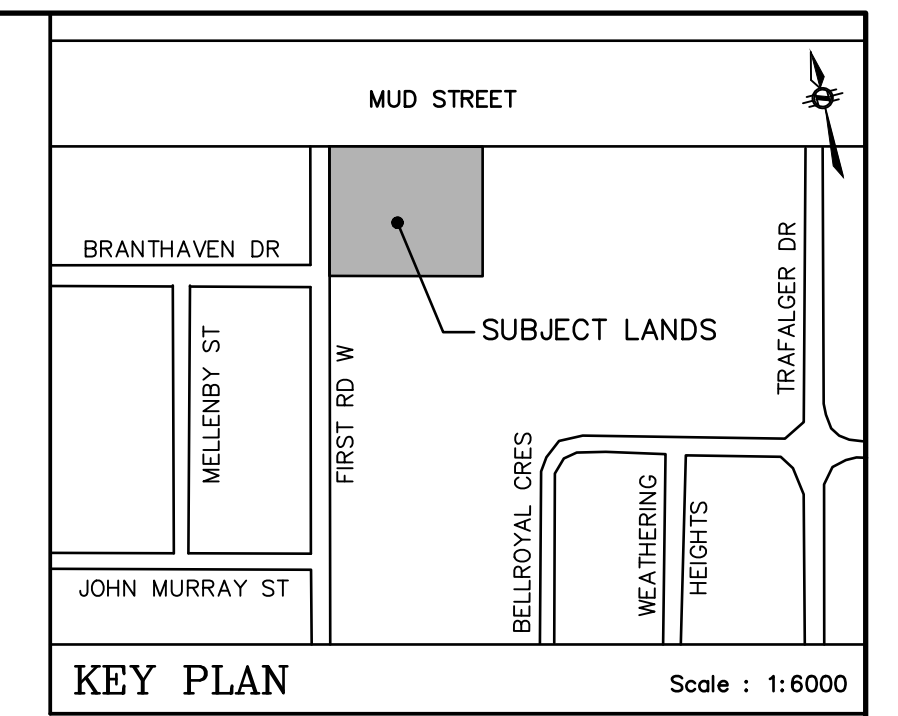 MUD STREET
BRANTHAVEN DR
TRAFALGER DR
SUBJECT LANDS
MELLENBY ST
FIRST RD W
BELLROYAL CRES
WEATHERING
HEIGHTS
JOHN MURRAY ST
KEY PLAN
Scale : 1:6000